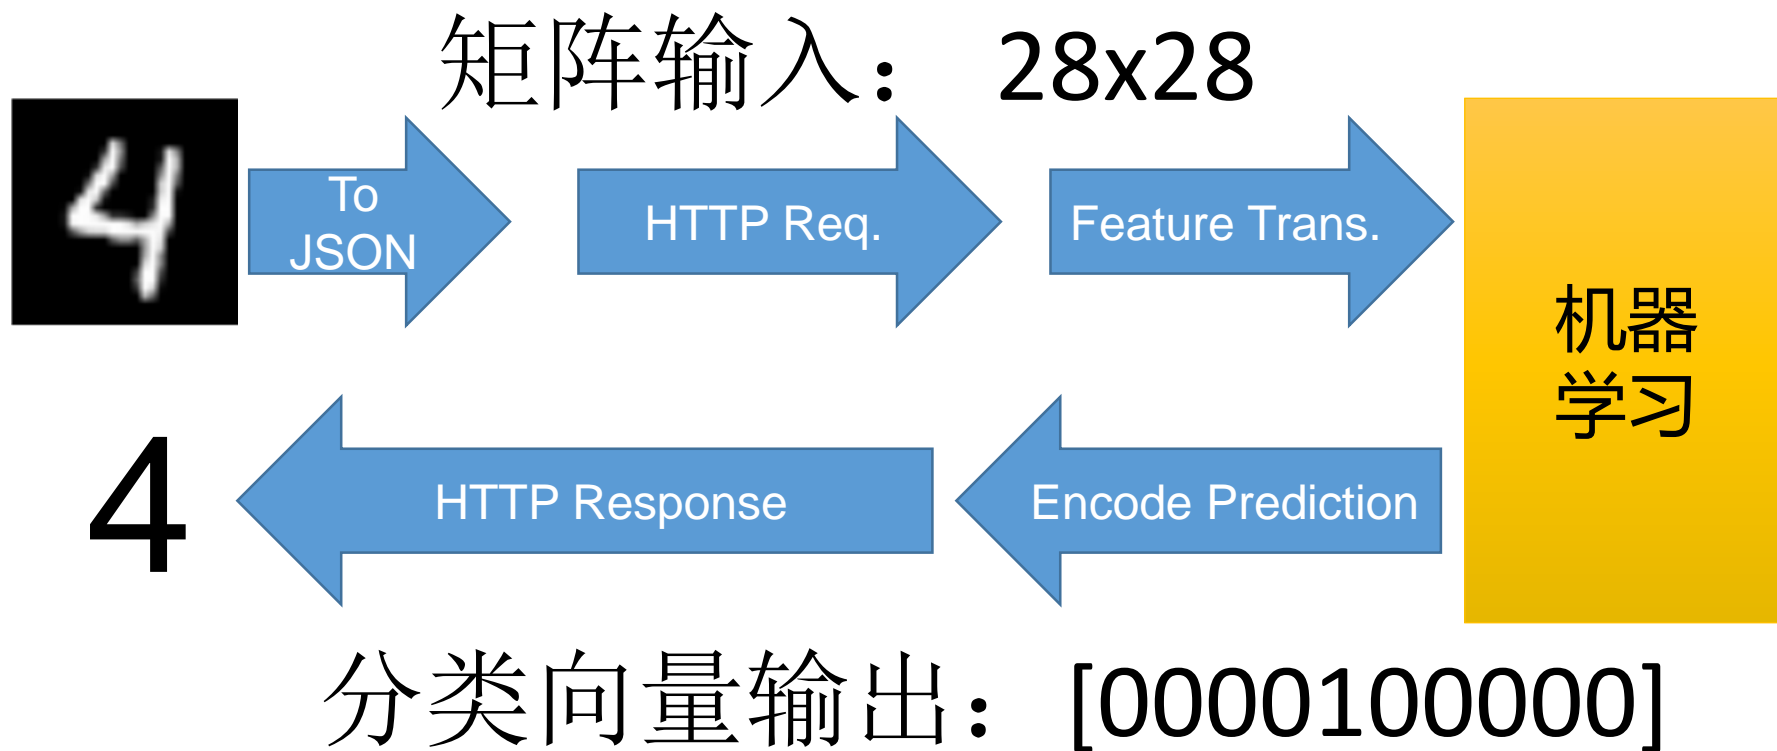 矩阵输入： 28x28
4
To
JSON
HTTP Req.
Feature Trans.
机器
学习
4
HTTP Response
Encode Prediction
分类向量输出： [0000100000]